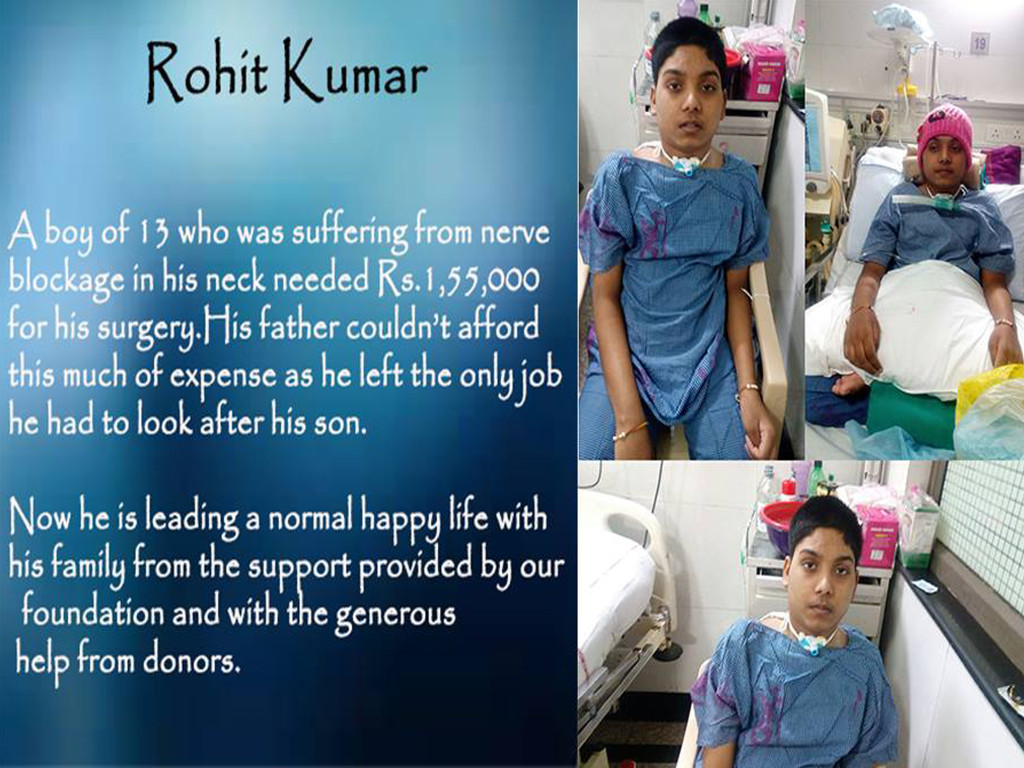 Rohit Kumar
A boy of 13 who was suffering from nerve
blockage in his neck needed Rs.1,55,000
for his surgery.His father couldn't afford
this much of expense as he left the only job
he had to look after his son.
Now he is leading a normal happy life with
his family from the support provided by our
foundation and with the generous
help from donors.
19